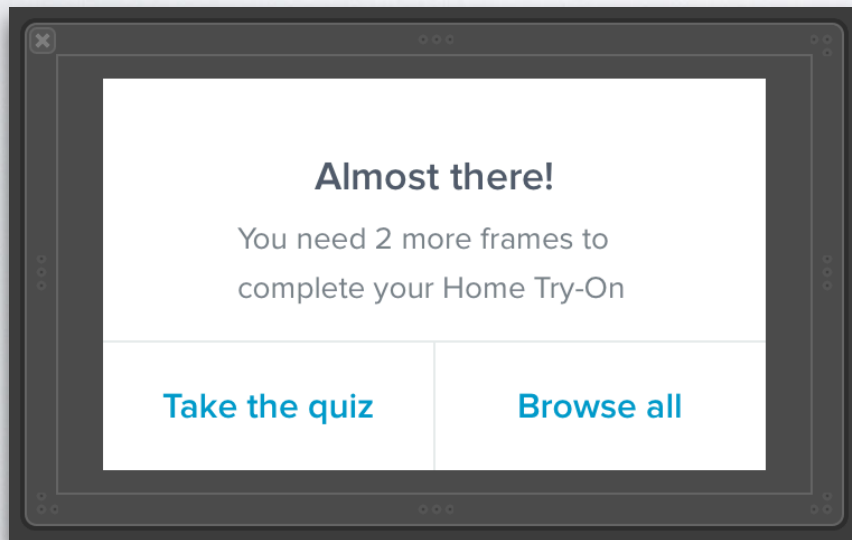 Almost there!
You need 2 more frames to
complete your Home Try-On
Take the quiz
Browse all